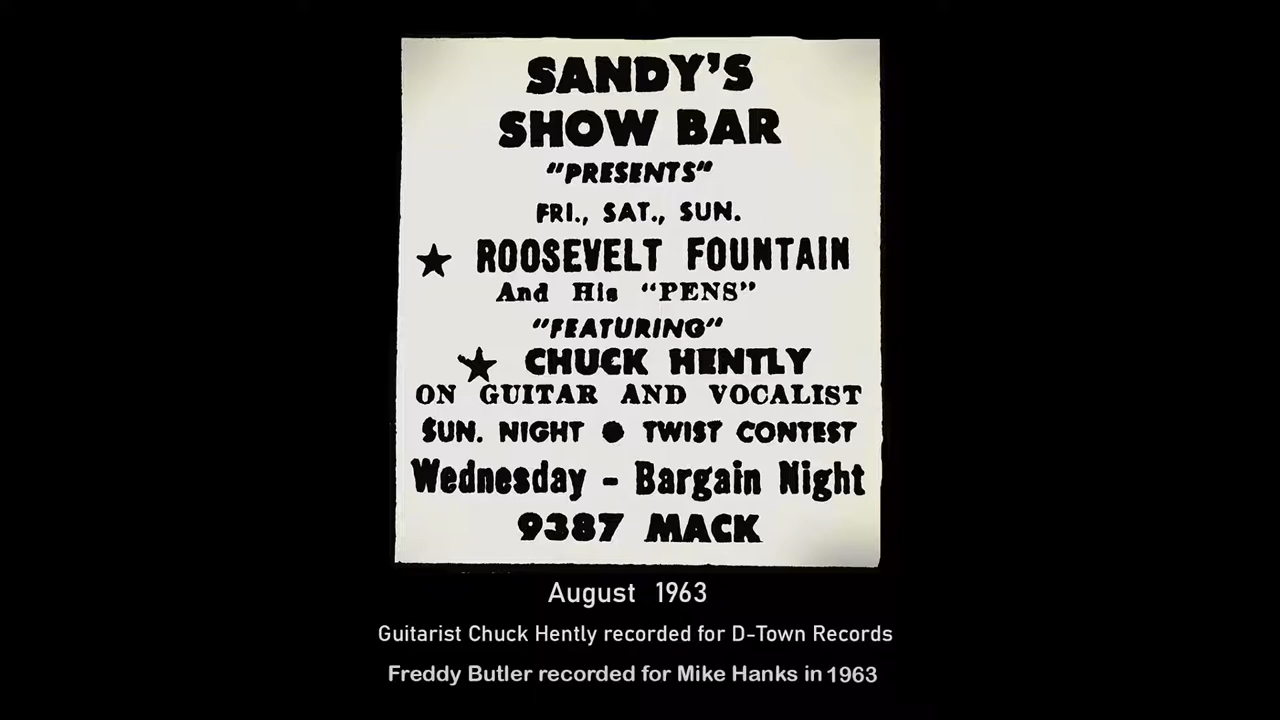 SANDY'S
SHOW BAR
"PRESENTS"
FRI., SAT., SUN.
★ ROOSEVELT FOUNTAIN
And His "PENS"
"FEATURING"
★ CHUCK HENTLY
ON GUITAR AND VOCALIST
SUN. NIGHT ● TWIST CONTEST
Wednesday - Bargain Night
9387 MACK
August 1963
Guitarist Chuck Hently recorded for D-Town Records
Freddy Butler recorded for Mike Hanks in 1963